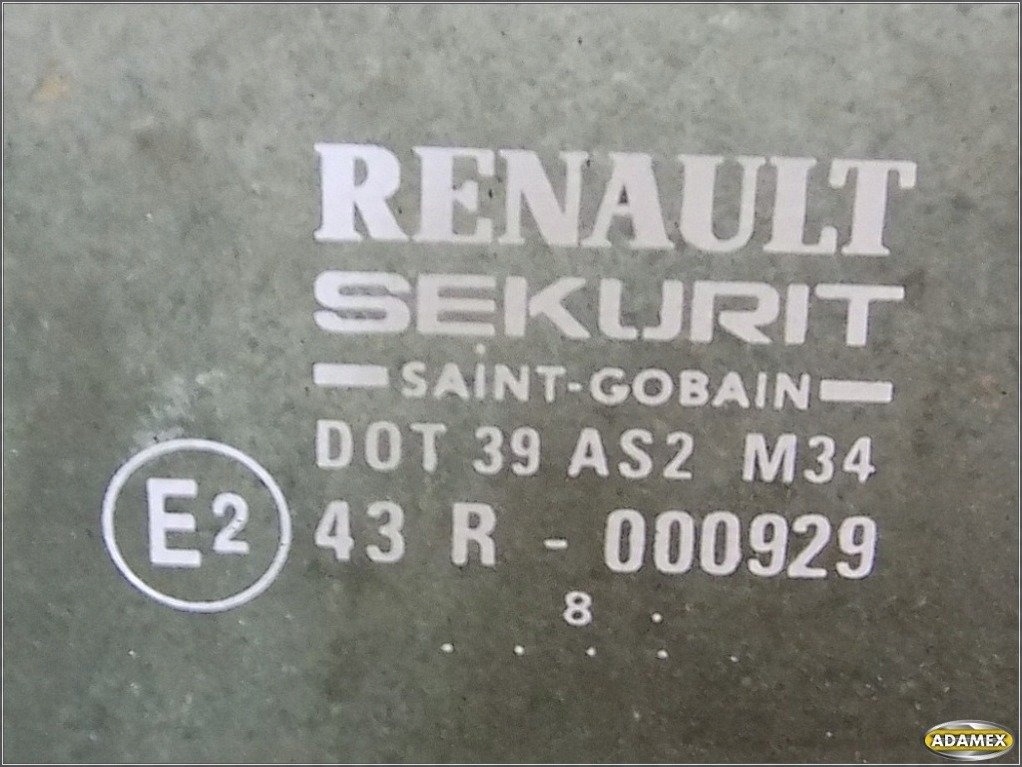 RENAULT
SEKURIT
SAINT-GOBAIN
DOT 39 AS2 M34
E2 43 R - 000929
8 .
. . . . .
ADAMEX